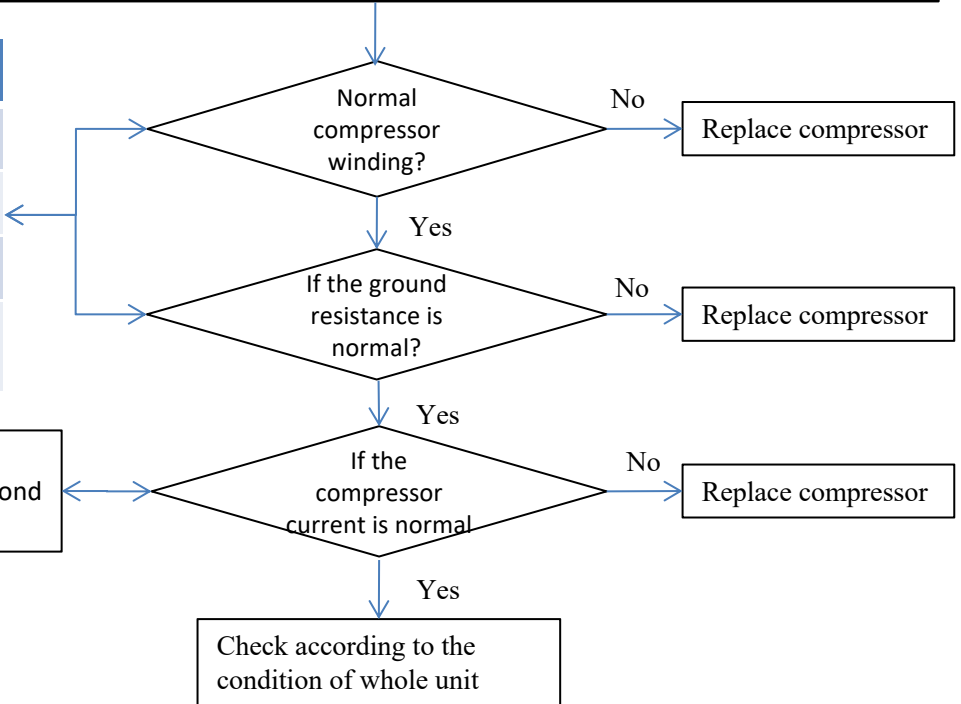 Normal
compressor
winding?
No
Replace compressor
Yes
If the ground
resistance is
normal?
No
Replace compressor
Yes
If the
compressor
current is normal
No
Replace compressor
ond
Yes
Check according to the
condition of whole unit